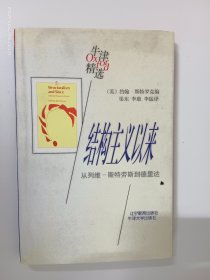 牛津
Oxford
精选
Structuralism
and Since
(英) 约翰·斯特罗克编
渠东 李康 李猛译
结构主义以来
从列维-斯特劳斯到德里达
辽宁教育出版社
牛津大学出版社